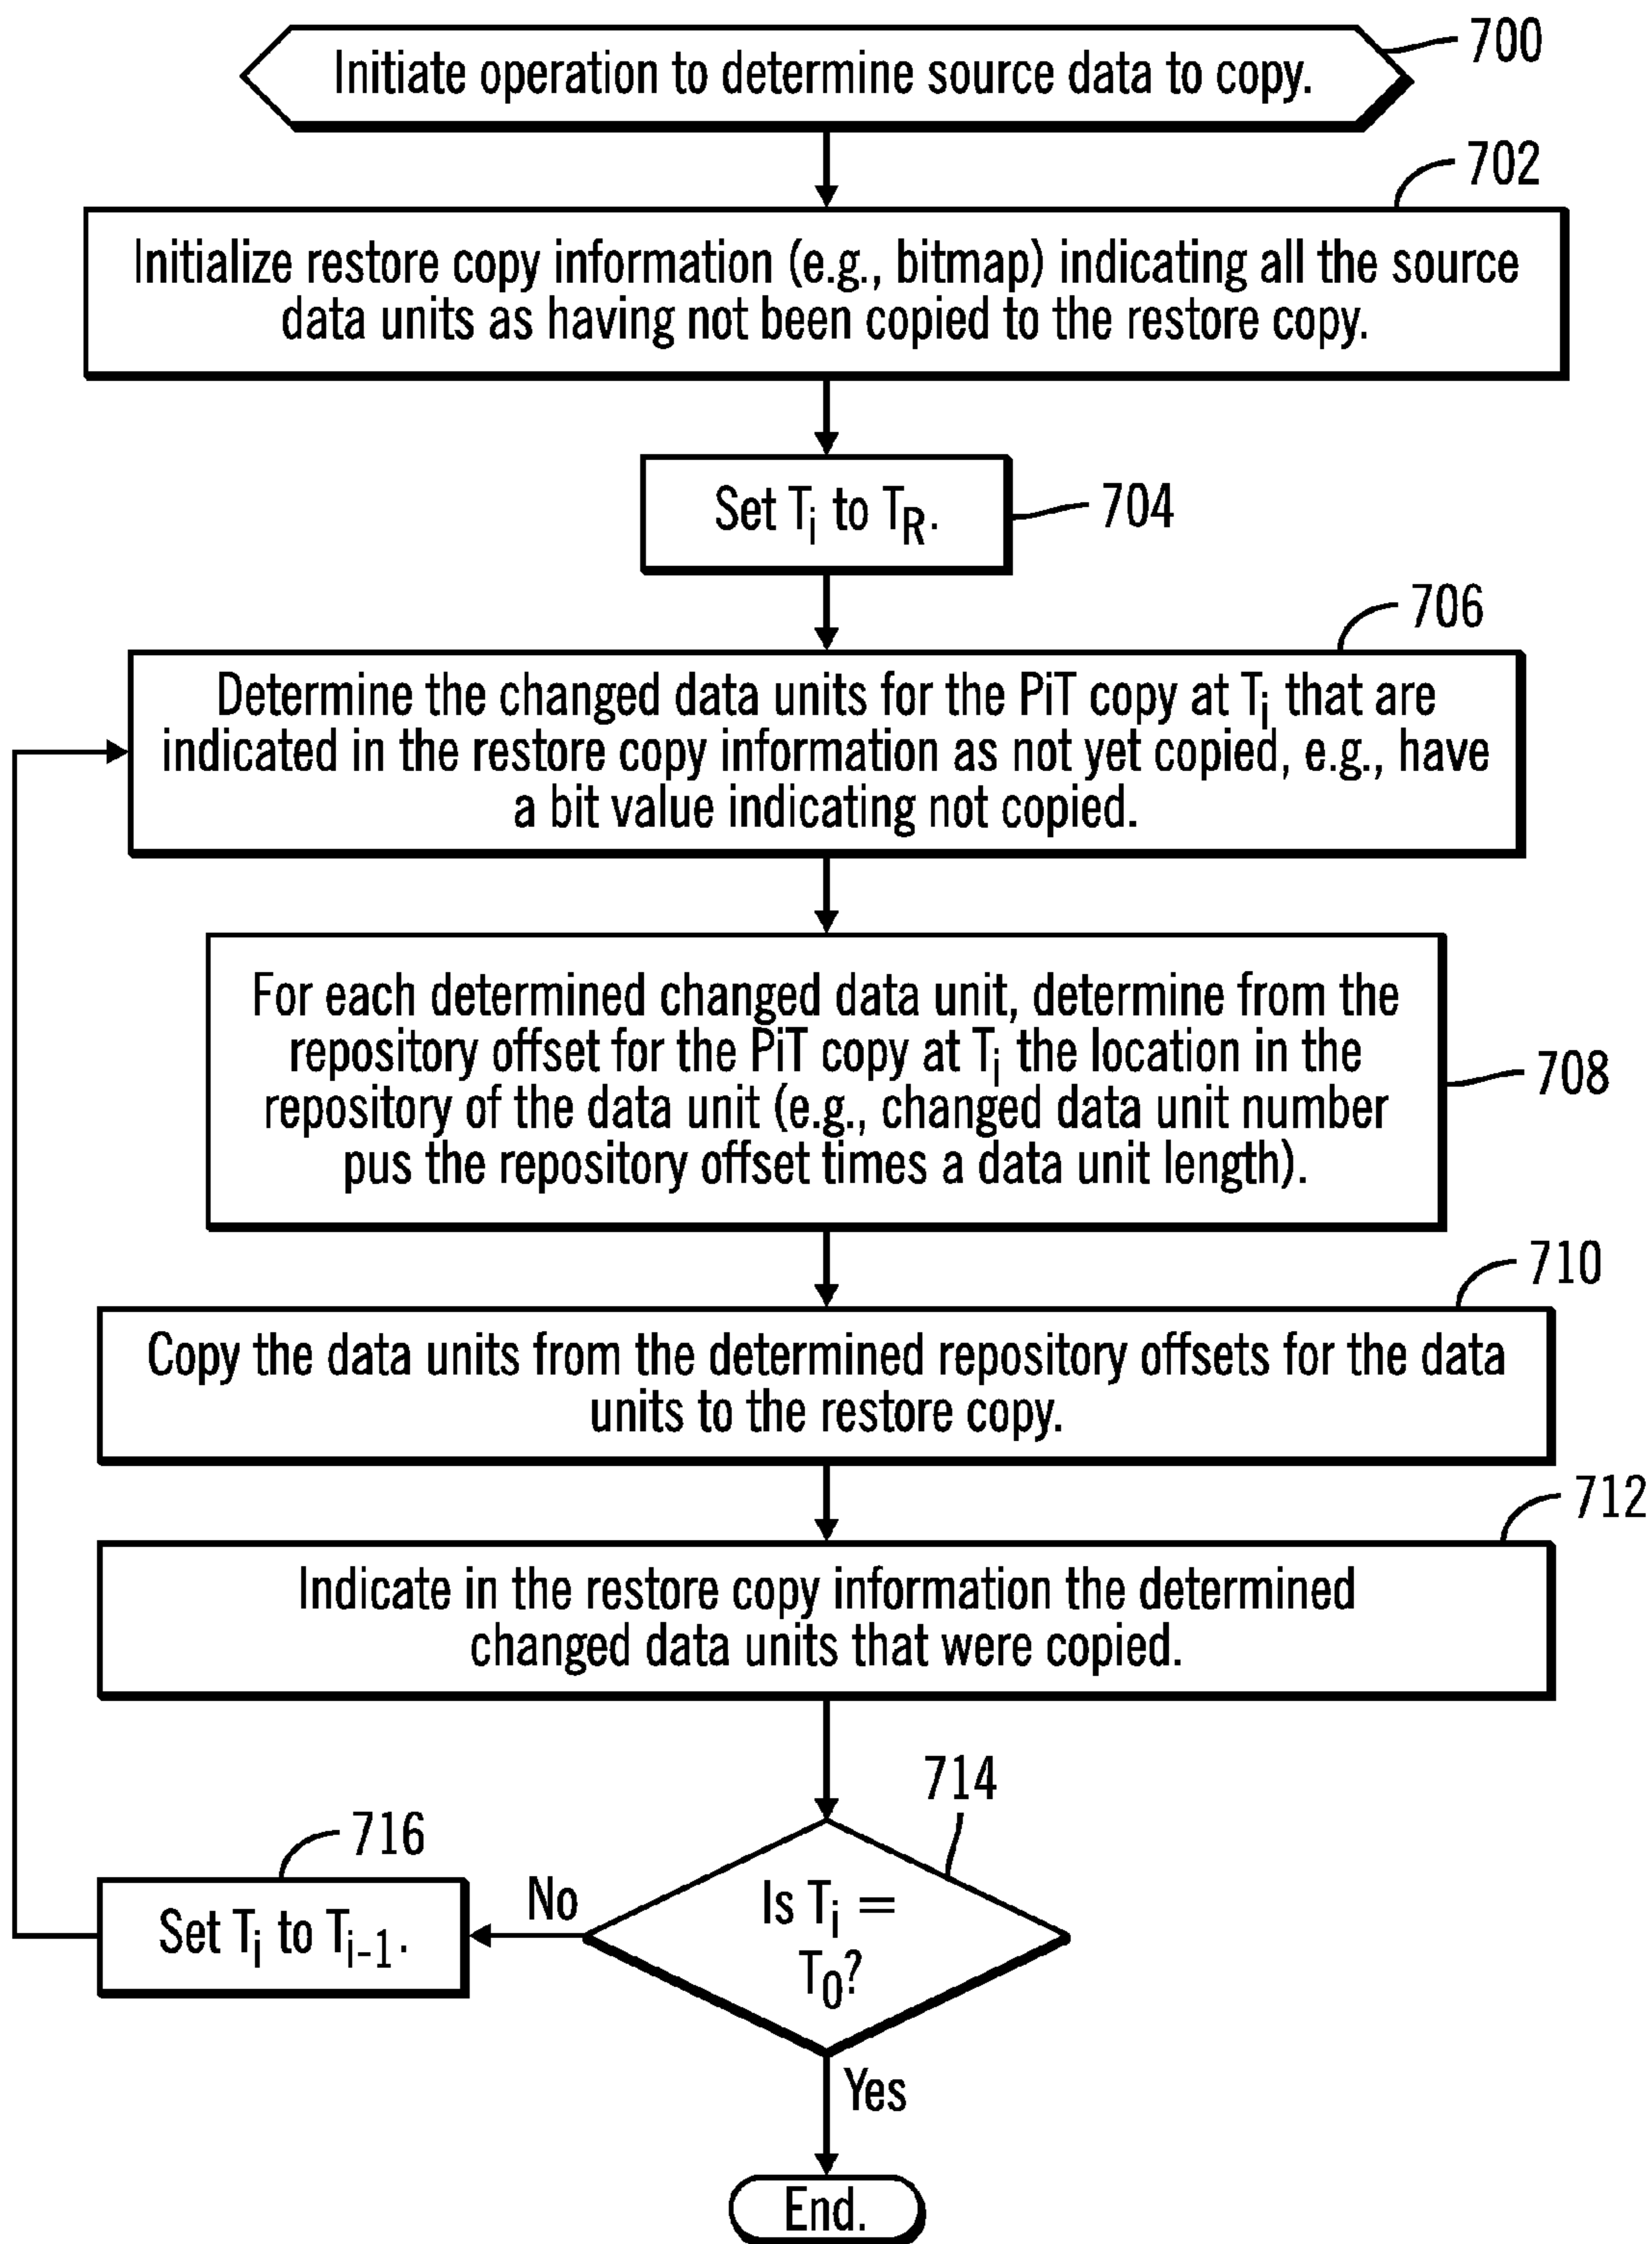 Initiate operation to determine source data to copy.
700
702
Initialize restore copy information (e.g., bitmap) indicating all the source
data units as having not been copied to the restore copy.
Set Ti to TR.
704
706
Determine the changed data units for the PiT copy at Ti that are
indicated in the restore copy information as not yet copied, e.g., have
a bit value indicating not copied.
For each determined changed data unit, determine from the
repository offset for the PiT copy at Ti the location in the
repository of the data unit (e.g., changed data unit number
pus the repository offset times a data unit length).
708
710
Copy the data units from the determined repository offsets for the data
units to the restore copy.
712
Indicate in the restore copy information the determined
changed data units that were copied.
714
716
Is Ti =
T0?
No
Set Ti to Ti-1.
Yes
End.